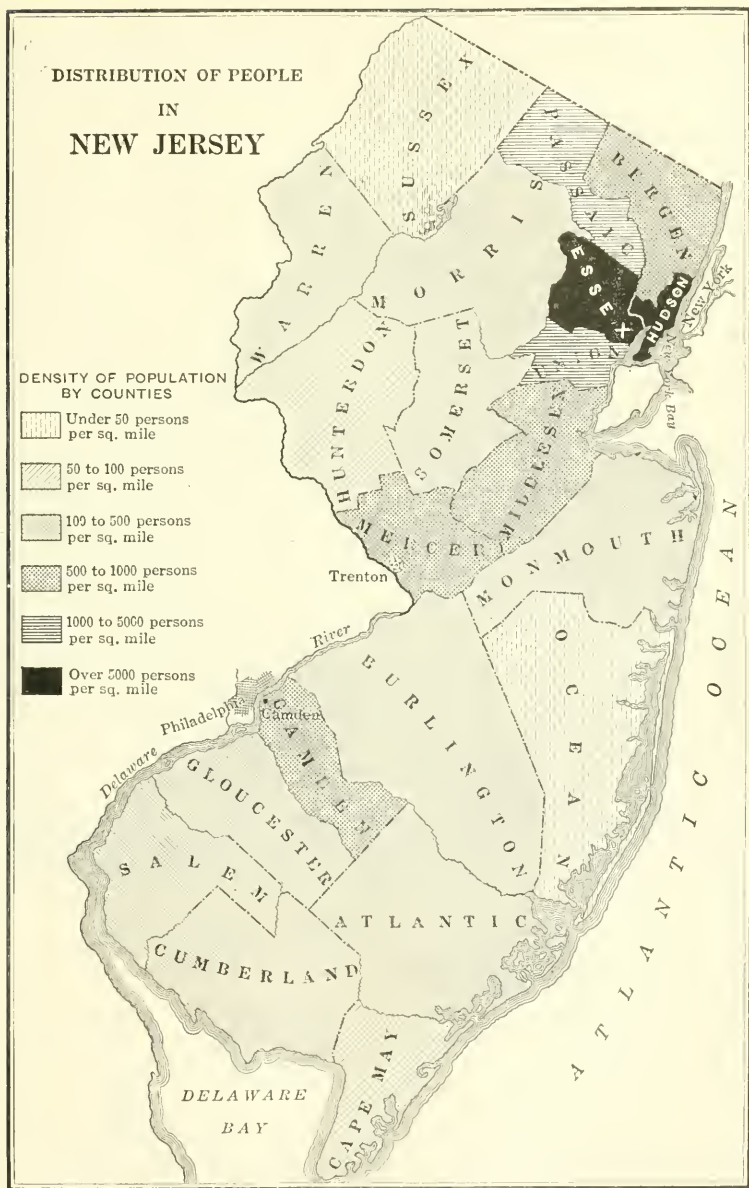 DISTRIBUTION OF PEOPLE
IN
NEW JERSEY
SUSSEX
PASSAIC
BERGEN
WARREN
MORRIS
ESSEX
HUDSON
New York
New York Bay
UNION
HUNTERDON
SOMERSET
MIDDLESEX
MERCER
Trenton
MONMOUTH
DENSITY OF POPULATION
BY COUNTIES
Under 50 persons
per sq. mile
50 to 100 persons
per sq. mile
100 to 500 persons
per sq. mile
500 to 1000 persons
per sq. mile
1000 to 5000 persons
per sq. mile
Over 5000 persons
per sq. mile
OCEAN
BURLINGTON
River
Delaware
Philadelphia
Camden
CAMDEN
GLOUCESTER
SALEM
ATLANTIC
CUMBERLAND
CAPE MAY
DELAWARE
BAY
ATLANTIC OCEAN